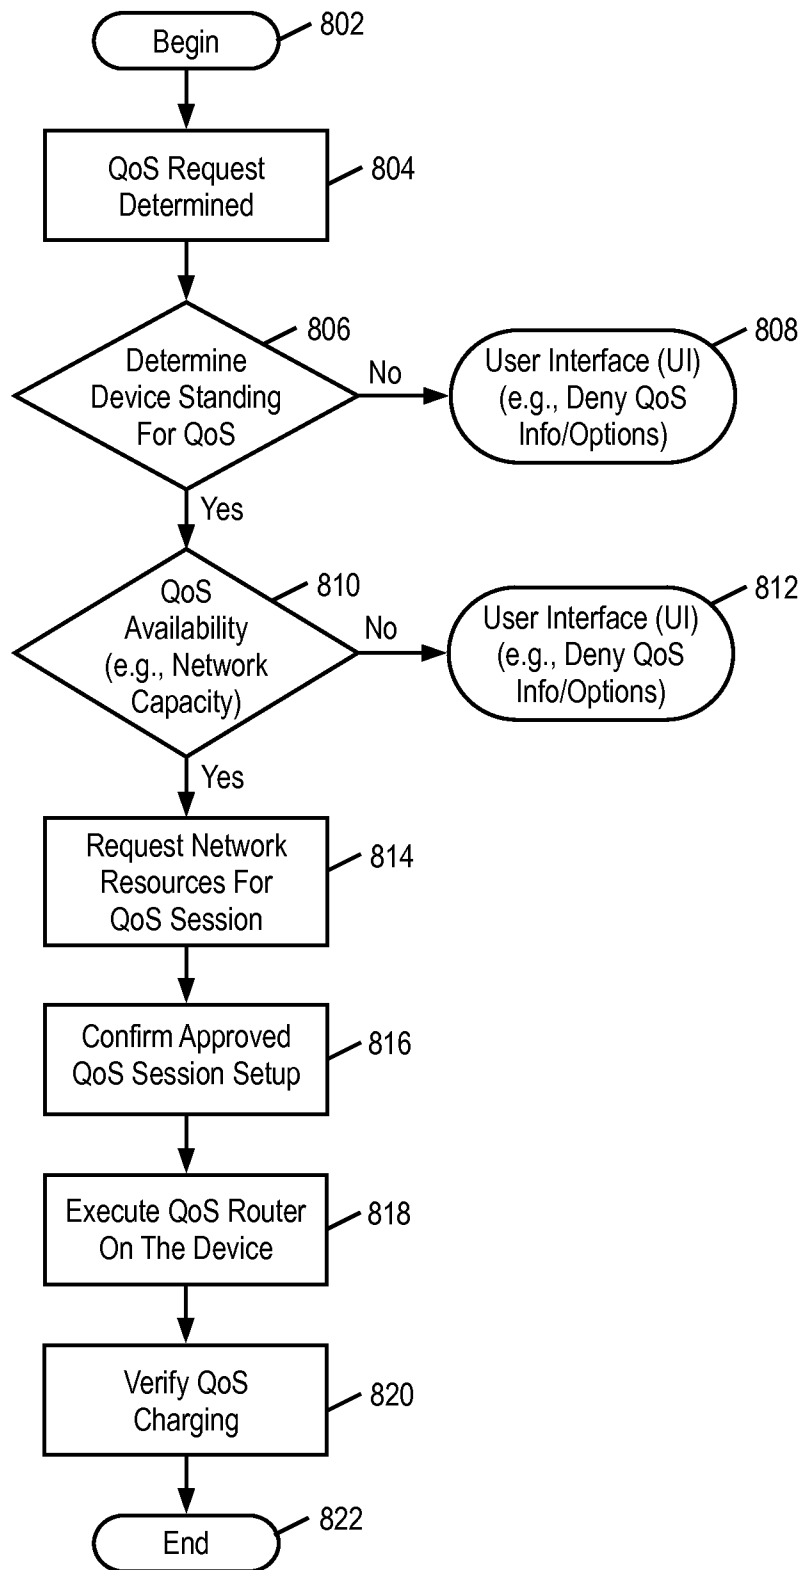 Begin
802
QoS Request
Determined
804
806
Determine
Device Standing
For QoS
No
User Interface (UI)
(e.g., Deny QoS
Info/Options)
808
Yes
810
QoS
Availability
(e.g., Network
Capacity)
No
User Interface (UI)
(e.g., Deny QoS
Info/Options)
812
Yes
Request Network
Resources For
QoS Session
814
Confirm Approved
QoS Session Setup
816
Execute QoS Router
On The Device
818
Verify QoS
Charging
820
End
822